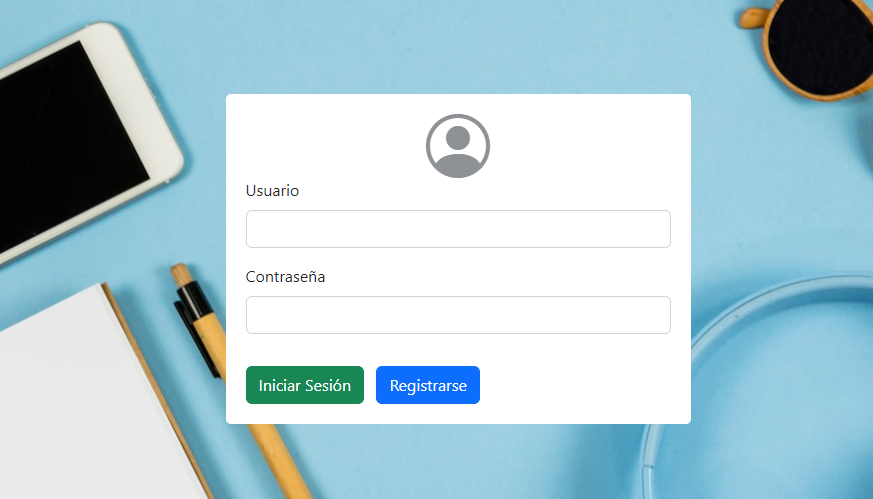 Usuario
Contraseña
Iniciar Sesión Registrarse